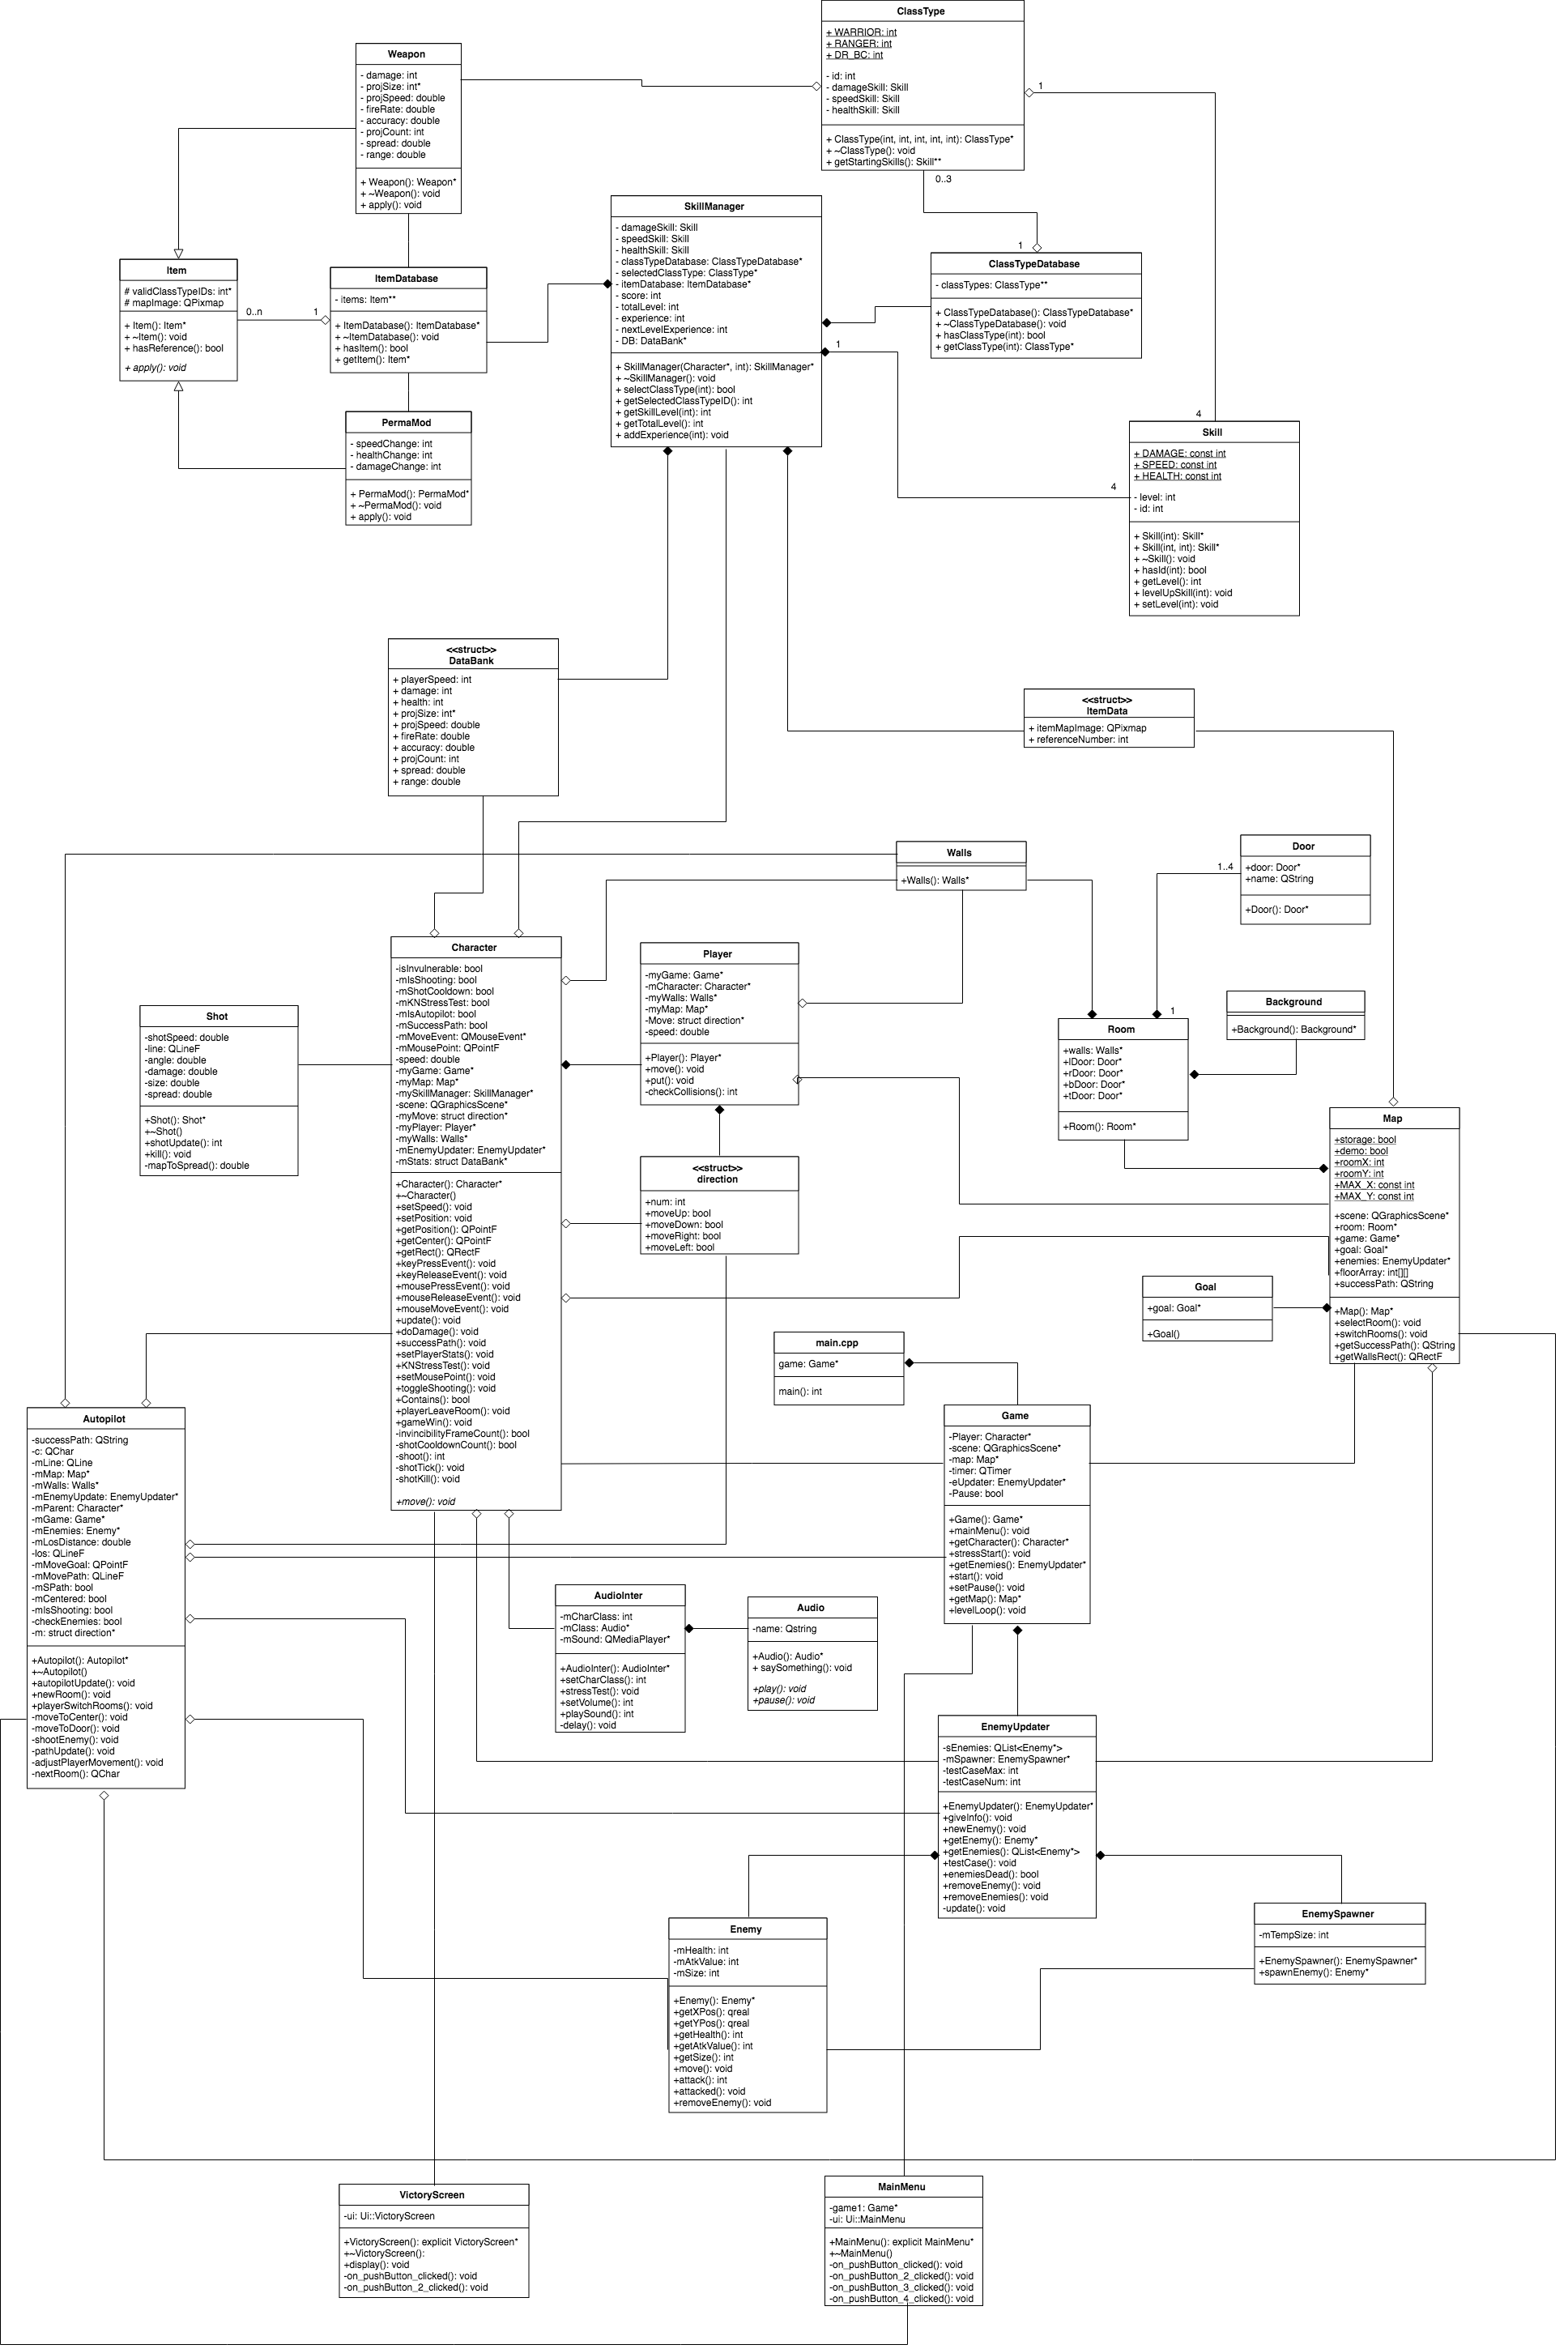 ClassType
+ WARRIOR: int
+ RANGER: int
+ DR_BC: int
- id: int
- damageSkill: Skill
- speedSkill: Skill
- healthSkill: Skill
+ ClassType(int, int, int, int, int): ClassType*
+ ~ClassType(): void
+ getStartingSkills(): Skill**
1
0..3
Weapon
- damage: int
- projSize: int*
- projSpeed: double
- fireRate: double
- accuracy: double
- projCount: int
- spread: double
- range: double
+ Weapon(): Weapon*
+ ~Weapon(): void
+ apply(): void
SkillManager
- damageSkill: Skill
- speedSkill: Skill
- healthSkill: Skill
- classTypeDatabase: ClassTypeDatabase*
- selectedClassType: ClassType*
- itemDatabase: ItemDatabase*
- score: int
- totalLevel: int
- experience: int
- nextLevelExperience: int
- DB: DataBank*
+ SkillManager(Character*, int): SkillManager*
+ ~SkillManager(): void
+ selectClassType(int): bool
+ getSelectedClassTypeID(): int
+ getSkillLevel(int): int
+ getTotalLevel(): int
+ addExperience(int): void
1
1
ClassTypeDatabase
- classTypes: ClassType**
+ ClassTypeDatabase(): ClassTypeDatabase*
+ ~ClassTypeDatabase(): void
+ hasClassType(int): bool
+ getClassType(int): ClassType*
Item
# validClassTypeIDs: int*
# mapImage: QPixmap
+ Item(): Item*
+ ~Item(): void
+ hasReference(): bool
+ apply(): void
0..n
1
ItemDatabase
- items: Item**
+ ItemDatabase(): ItemDatabase*
+ ~ItemDatabase(): void
+ hasItem(): bool
+ getItem(): Item*
PermaMod
- speedChange: int
- healthChange: int
- damageChange: int
+ PermaMod(): PermaMod*
+ ~PermaMod(): void
+ apply(): void
4
4
Skill
+ DAMAGE: const int
+ SPEED: const int
+ HEALTH: const int
- level: int
- id: int
+ Skill(int): Skill*
+ Skill(int, int): Skill*
+ ~Skill(): void
+ hasId(int): bool
+ getLevel(): int
+ levelUpSkill(int): void
+ setLevel(int): void
<<struct>>
DataBank
+ playerSpeed: int
+ damage: int
+ health: int
+ projSize: int*
+ projSpeed: double
+ fireRate: double
+ accuracy: double
+ projCount: int
+ spread: double
+ range: double
<<struct>>
ItemData
+ itemMapImage: QPixmap
+ referenceNumber: int
Walls
+Walls(): Walls*
Door
+door: Door*
+name: QString
+Door(): Door*
1..4
1
Background
+Background(): Background*
Room
+walls: Walls*
+lDoor: Door*
+rDoor: Door*
+bDoor: Door*
+tDoor: Door*
+Room(): Room*
Character
-isInvulnerable: bool
-mIsShooting: bool
-mShotCooldown: bool
-mKNStressTest: bool
-mIsAutopilot: bool
-mSuccessPath: bool
-mMoveEvent: QMouseEvent*
-mMousePoint: QPointF
-speed: double
-myGame: Game*
-myMap: Map*
-mySkillManager: SkillManager*
-scene: QGraphicsScene*
-myMove: struct direction*
-myPlayer: Player*
-myWalls: Walls*
-mEnemyUpdater: EnemyUpdater*
-mStats: struct DataBank*
+Character(): Character*
+~Character()
+setSpeed(): void
+setPosition: void
+getPosition(): QPointF
+getCenter(): QPointF
+getRect(): QRectF
+keyPressEvent(): void
+keyReleaseEvent(): void
+mousePressEvent(): void
+mouseReleaseEvent(): void
+mouseMoveEvent(): void
+update(): void
+doDamage(): void
+successPath(): void
+setPlayerStats(): void
+KNStressTest(): void
+setMousePoint(): void
+toggleShooting(): void
+Contains(): bool
+playerLeaveRoom(): void
+gameWin(): void
-invincibilityFrameCount(): bool
-shotCooldownCount(): bool
-shoot(): int
-shotTick(): void
-shotKill(): void
+move(): void
Player
-myGame: Game*
-mCharacter: Character*
-myWalls: Walls*
-myMap: Map*
-Move: struct direction*
-speed: double
+Player(): Player*
+move(): void
+put(): void
-checkCollisions(): int
Shot
-shotSpeed: double
-line: QLineF
-angle: double
-damage: double
-size: double
-spread: double
+Shot(): Shot*
+~Shot()
+shotUpdate(): int
+kill(): void
-mapToSpread(): double
<<struct>>
direction
+num: int
+moveUp: bool
+moveDown: bool
+moveRight: bool
+moveLeft: bool
Map
+storage: bool
+demo: bool
+roomX: int
+roomY: int
+MAX_X: const int
+MAX_Y: const int
+scene: QGraphicsScene*
+room: Room*
+game: Game*
+goal: Goal*
+enemies: EnemyUpdater*
+floorArray: int[][]
+successPath: QString
+Map(): Map*
+selectRoom(): void
+switchRooms(): void
+getSuccessPath(): QString
+getWallsRect(): QRectF
Goal
+goal: Goal*
+Goal()
main.cpp
game: Game*
main(): int
Autopilot
-successPath: QString
-c: QChar
-mLine: QLine
-mMap: Map*
-mWalls: Walls*
-mEnemyUpdate: EnemyUpdater*
-mParent: Character*
-mGame: Game*
-mEnemies: Enemy*
-mLosDistance: double
-los: QLineF
-mMoveGoal: QPointF
-mMovePath: QLineF
-mSPath: bool
-mCentered: bool
-mIsShooting: bool
-checkEnemies: bool
-m: struct direction*
+Autopilot(): Autopilot*
+~Autopilot()
+autopilotUpdate(): void
+newRoom(): void
+playerSwitchRooms(): void
-moveToCenter(): void
-moveToDoor(): void
-shootEnemy(): void
-pathUpdate(): void
-adjustPlayerMovement(): void
-nextRoom(): QChar
Game
-Player: Character*
-scene: QGraphicsScene*
-map: Map*
-timer: QTimer
-eUpdater: EnemyUpdater*
-Pause: bool
+Game(): Game*
+mainMenu(): void
+getCharacter(): Character*
+stressStart(): void
+getEnemies(): EnemyUpdater*
+start(): void
+setPause(): void
+getMap(): Map*
+levelLoop(): void
AudioInter
-mCharClass: int
-mClass: Audio*
-mSound: QMediaPlayer*
+AudioInter(): AudioInter*
+setCharClass(): int
+stressTest(): void
+setVolume(): int
+playSound(): int
-delay(): void
Audio
-name: Qstring
+Audio(): Audio*
+ saySomething(): void
+play(): void
+pause(): void
EnemyUpdater
-sEnemies: QList<Enemy*>
-mSpawner: EnemySpawner*
-testCaseMax: int
-testCaseNum: int
+EnemyUpdater(): EnemyUpdater*
+giveInfo(): void
+newEnemy(): void
+getEnemy(): Enemy*
+getEnemies(): QList<Enemy*>
+testCase(): void
+enemiesDead(): bool
+removeEnemy(): void
+removeEnemies(): void
-update(): void
EnemySpawner
-mTempSize: int
+EnemySpawner(): EnemySpawner*
+spawnEnemy(): Enemy*
Enemy
-mHealth: int
-mAtkValue: int
-mSize: int
+Enemy(): Enemy*
+getXPos(): qreal
+getYPos(): qreal
+getHealth(): int
+getAtkValue(): int
+getSize(): int
+move(): void
+attack(): int
+attacked(): void
+removeEnemy(): void
VictoryScreen
-ui: Ui::VictoryScreen
+VictoryScreen(): explicit VictoryScreen*
+~VictoryScreen():
+display(): void
-on_pushButton_clicked(): void
-on_pushButton_2_clicked(): void
MainMenu
-game1: Game*
-ui: Ui::MainMenu
+MainMenu(): explicit MainMenu*
+~MainMenu()
-on_pushButton_clicked(): void
-on_pushButton_2_clicked(): void
-on_pushButton_3_clicked(): void
-on_pushButton_4_clicked(): void